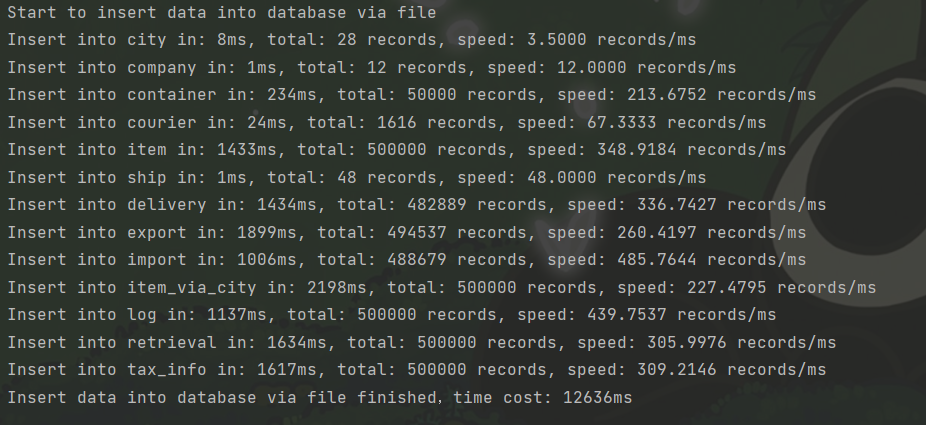 Start to insert data into database via file
Insert into city in: 8ms, total: 28 records, speed: 3.5000 records/ms
Insert into company in: 1ms, total: 12 records, speed: 12.0000 records/ms
Insert into container in: 234ms, total: 50000 records, speed: 213.6752 records/ms
Insert into courier in: 24ms, total: 1616 records, speed: 67.3333 records/ms
Insert into item in: 1433ms, total: 500000 records, speed: 348.9184 records/ms
Insert into ship in: 1ms, total: 48 records, speed: 48.0000 records/ms
Insert into delivery in: 1434ms, total: 482889 records, speed: 336.7427 records/ms
Insert into export in: 1899ms, total: 494537 records, speed: 260.4197 records/ms
Insert into import in: 1006ms, total: 488679 records, speed: 485.7644 records/ms
Insert into item_via_city in: 2198ms, total: 500000 records, speed: 227.4795 records/ms
Insert into log in: 1137ms, total: 500000 records, speed: 439.7537 records/ms
Insert into retrieval in: 1634ms, total: 500000 records, speed: 305.9976 records/ms
Insert into tax_info in: 1617ms, total: 500000 records, speed: 309.2146 records/ms
Insert data into database via file finished, time cost: 12636ms